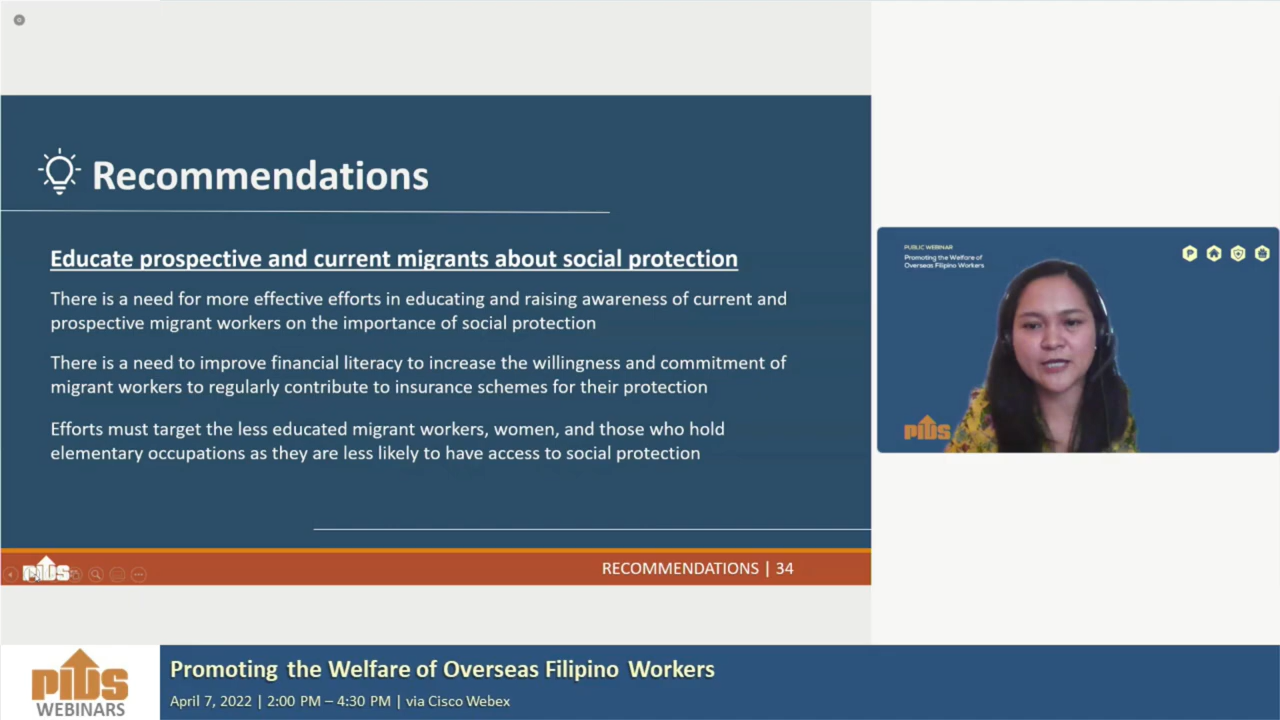 Recommendations
Educate prospective and current migrants about social protection
There is a need for more effective efforts in educating and raising awareness of current and
prospective migrant workers on the importance of social protection
There is a need to improve financial literacy to increase the willingness and commitment of
migrant workers to regularly contribute to insurance schemes for their protection
Efforts must target the less educated migrant workers, women, and those who hold
elementary occupations as they are less likely to have access to social protection
PIDS
RECOMMENDATIONS | 34
PUBLIC WEBINAR
Promoting the Welfare of
Overseas Filipino Workers
P
PIDS
PIDS
WEBINARS
Promoting the Welfare of Overseas Filipino Workers
April 7, 2022 | 2:00 PM – 4:30 PM | via Cisco Webex